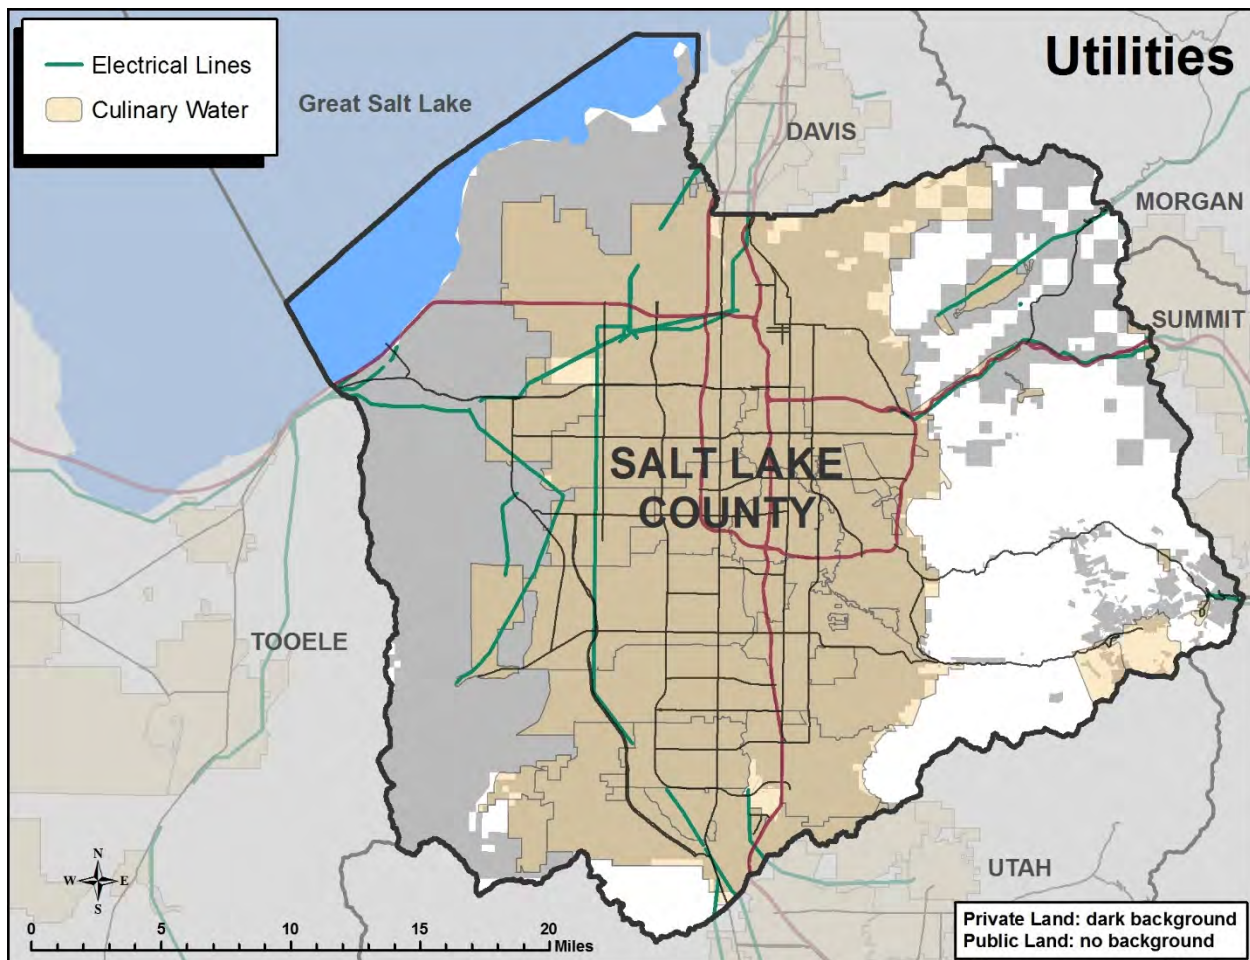 Utilities
Electrical Lines
Culinary Water
Great Salt Lake
DAVIS
MORGAN
SUMMIT
SALT LAKE
COUNTY
TOOELE
UTAH
N
W E
S
0 5 10 15 20
Miles
Private Land: dark background
Public Land: no background